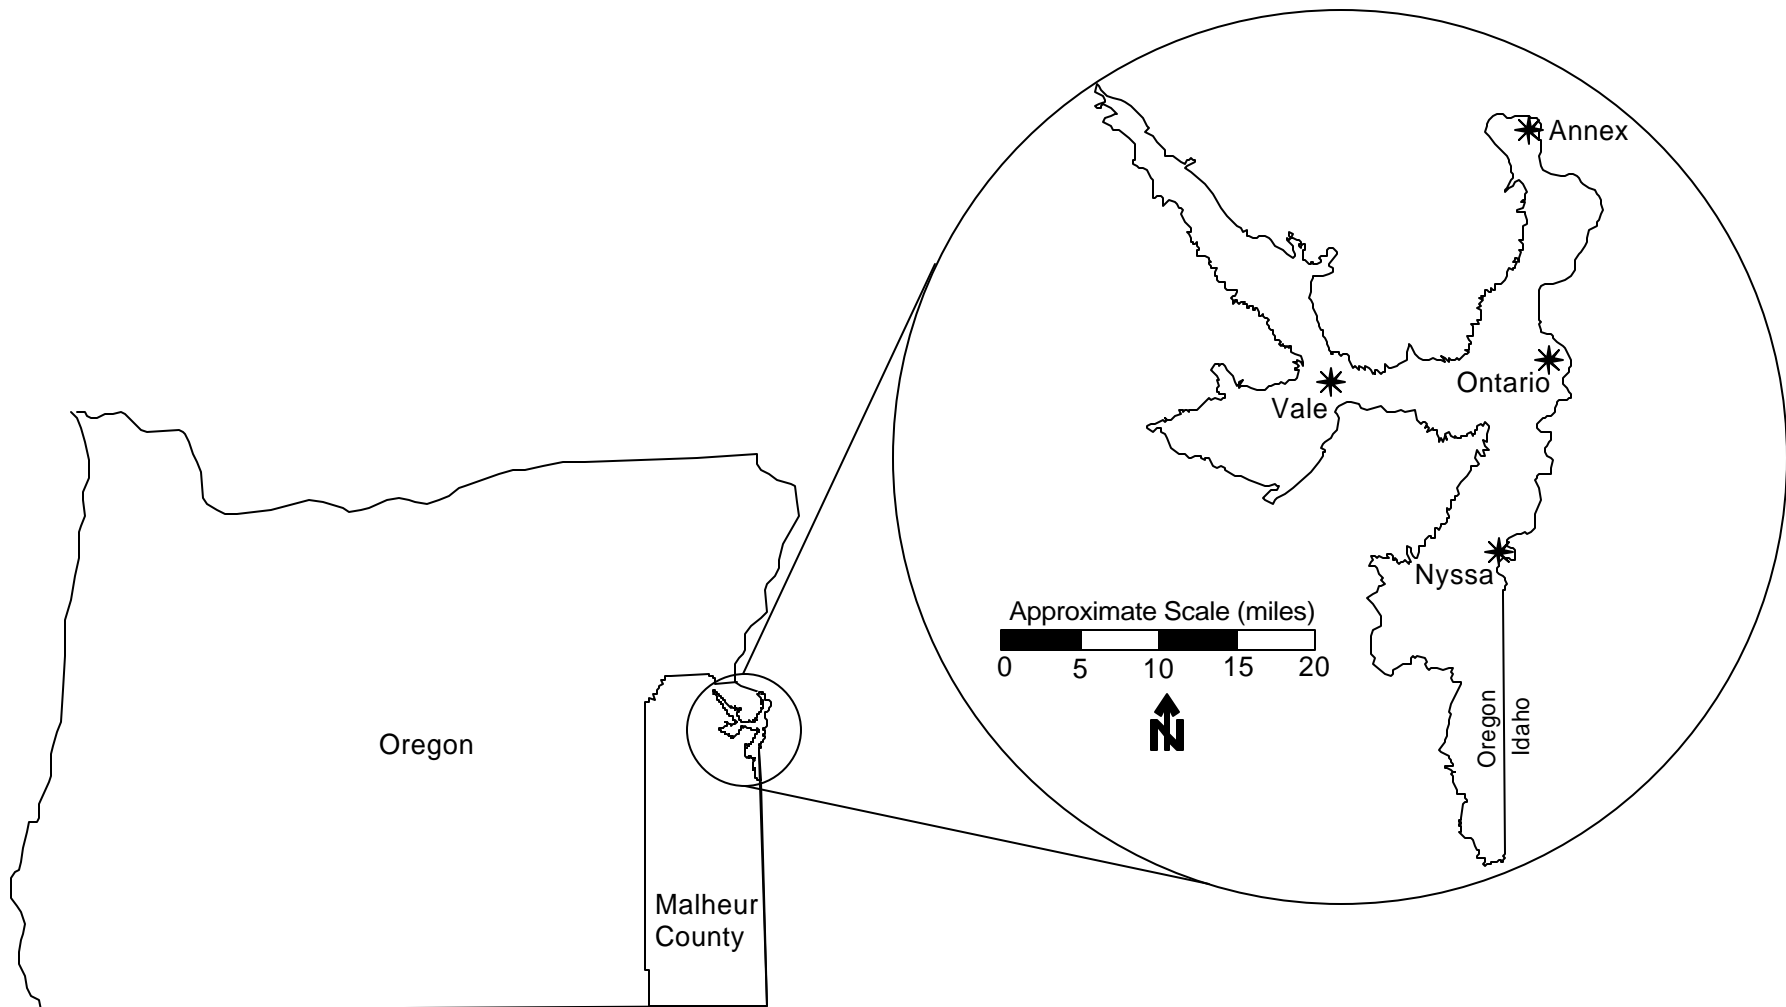 Annex
Ontario
Vale
Nyssa
Approximate Scale (miles)
0 5 10 15 20
N
Oregon
Idaho
Oregon
Malheur
County